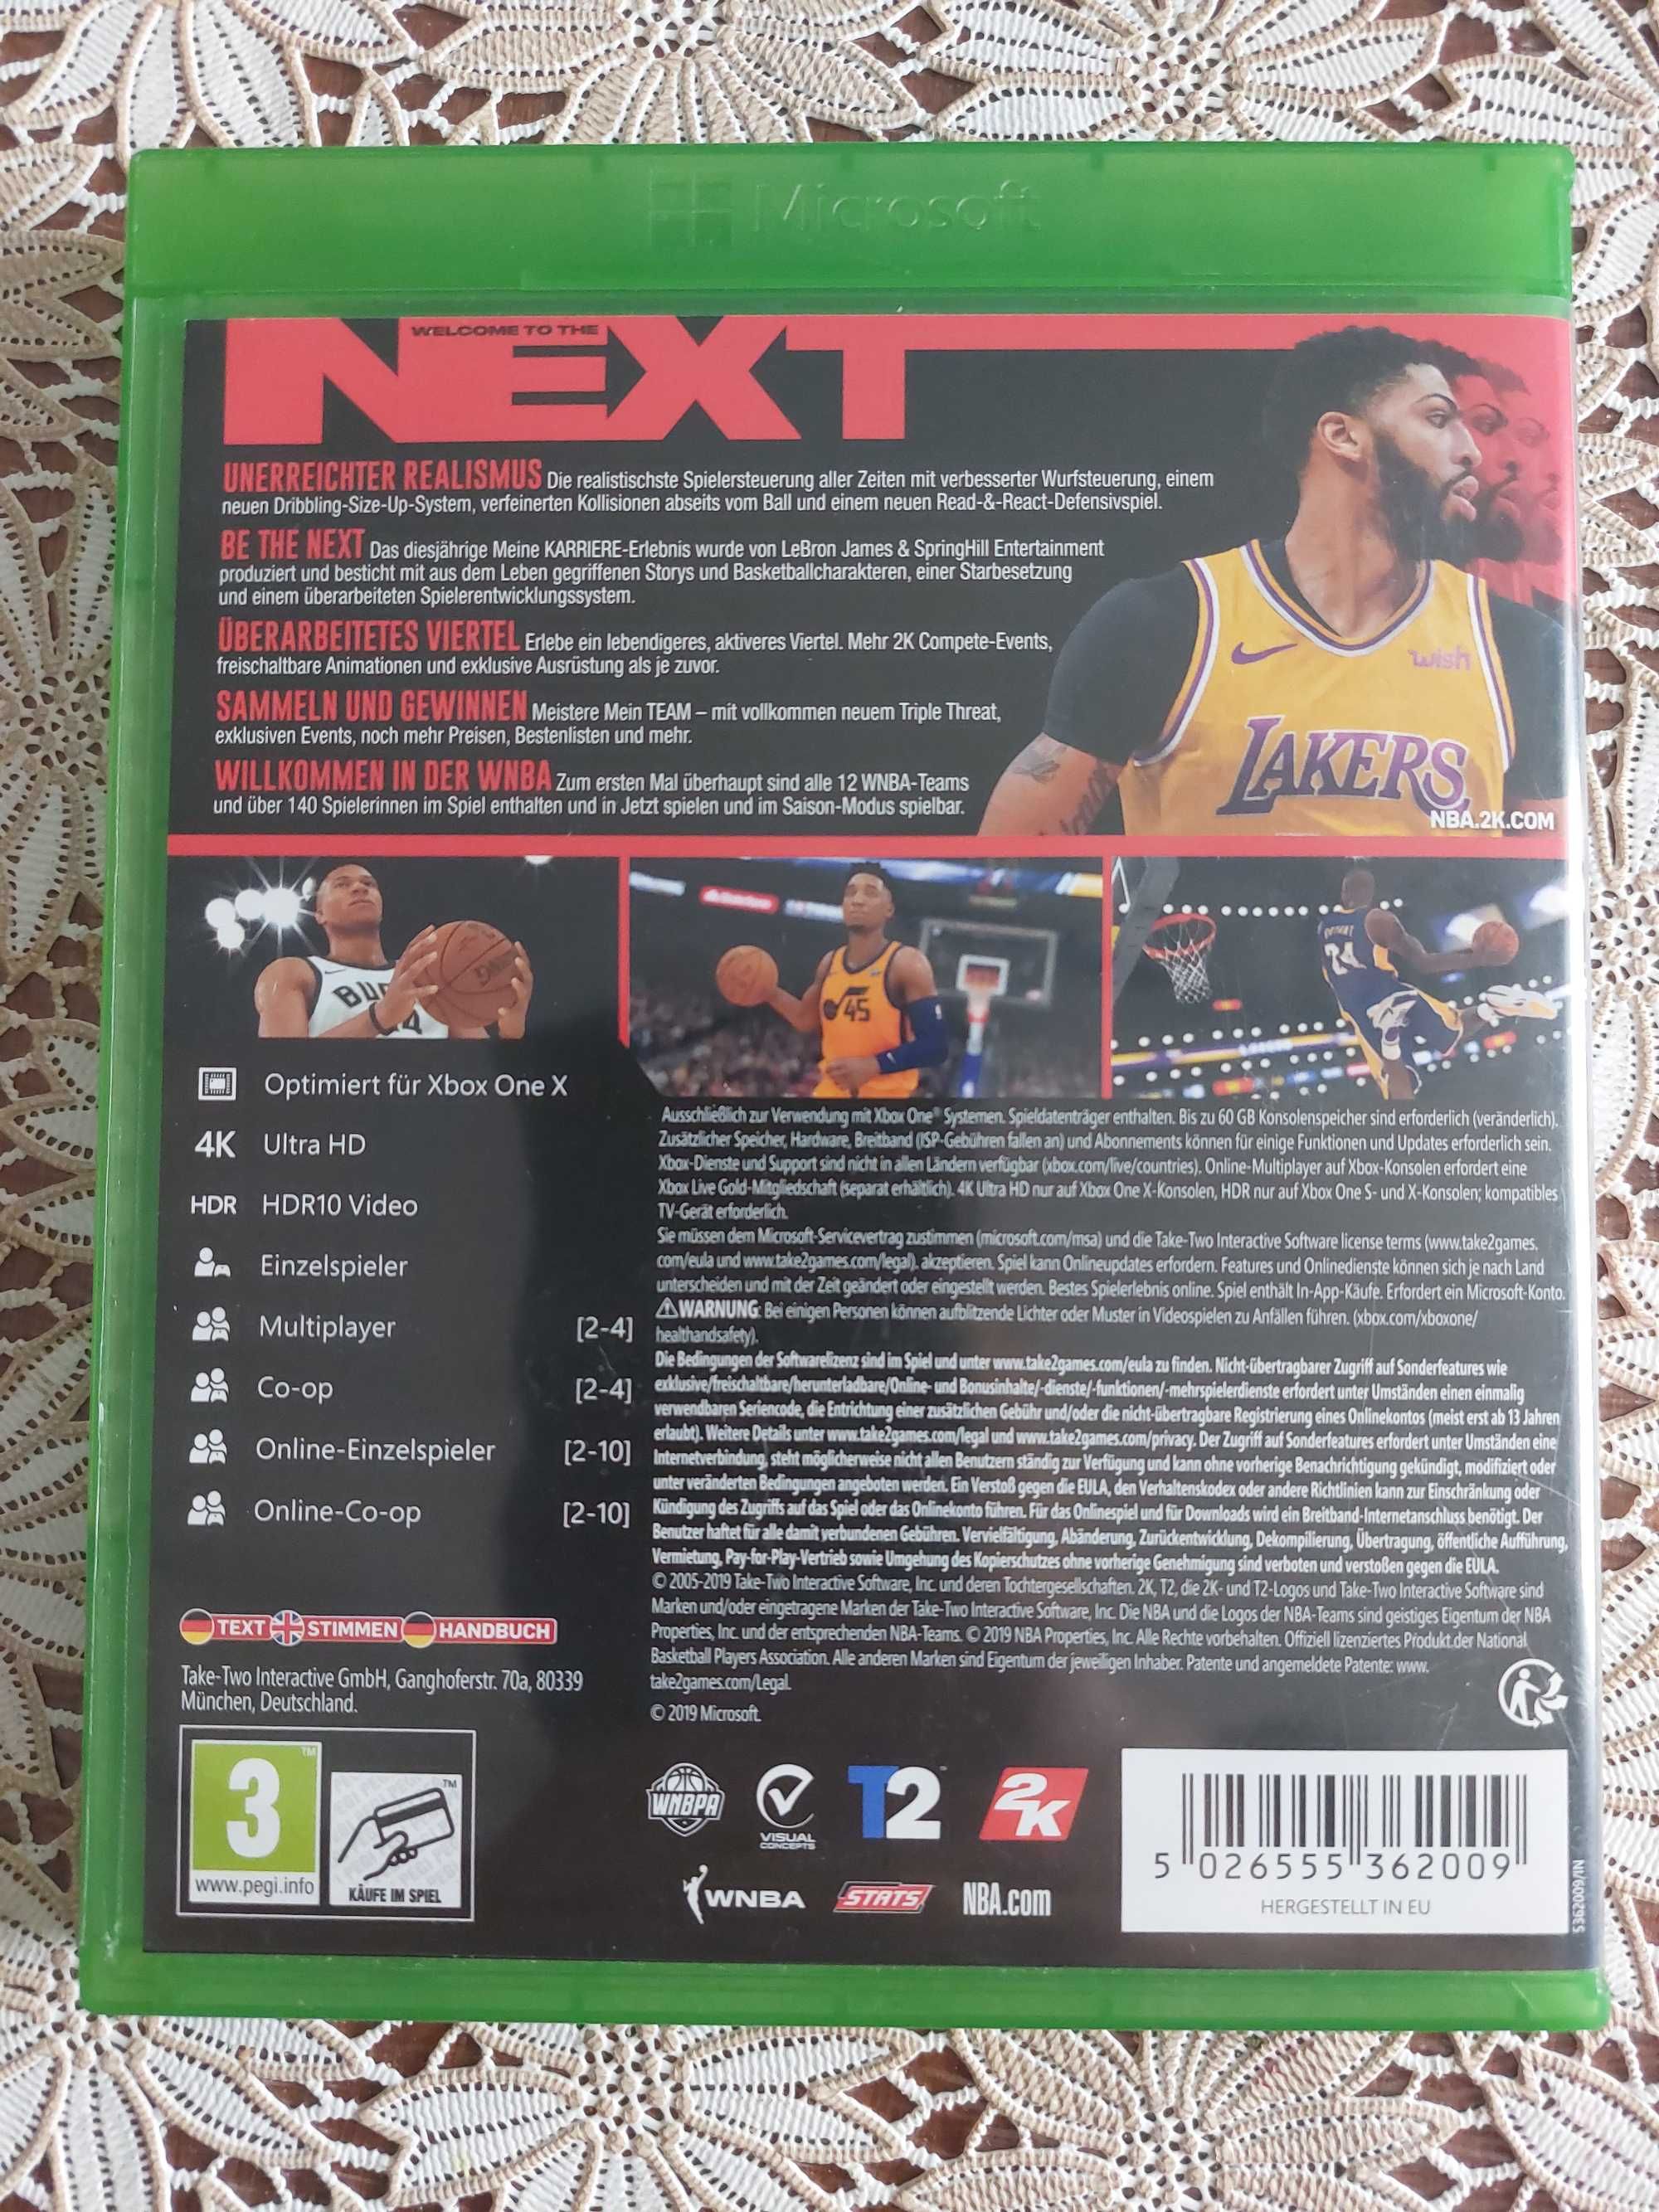 Microsoft
WELCOME TO THE
NEXT
UNERREICHTER REALISMUS Die realistischste Spielersteuerung aller Zeiten mit verbesserter Wurfsteuerung, einem
neuen Dribbling-Size-Up-System, verfeinerten Kollisionen abseits vom Ball und einem neuen Read-&-React-Defensivspiel.
BE THE NEXT Das diesjährige Meine KARRIERE-Erlebnis wurde von LeBron James & SpringHill Entertainment
produziert und besticht mit aus dem Leben gegriffenen Storys und Basketballcharakteren, einer Starbesetzung
und einem überarbeiteten Spielerentwicklungssystem.
ÜBERARBEITETES VIERTEL Erlebe ein lebendigeres, aktiveres Viertel. Mehr 2K Compete-Events,
freischaltbare Animationen und exklusive Ausrüstung als je zuvor.
SAMMELN UND GEWINNEN Meistere Mein TEAM – mit vollkommen neuem Triple Threat,
exklusiven Events, noch mehr Preisen, Bestenlisten und mehr.
WILLKOMMEN IN DER WNBA Zum ersten Mal überhaupt sind alle 12 WNBA-Teams
und über 140 Spielerinnen im Spiel enthalten und in Jetzt spielen und im Saison-Modus spielbar.
wish
LAKERS
NBA.2K.COM
45
24
Optimiert für Xbox One X
4K Ultra HD
HDR HDR10 Video
Einzelspieler
Multiplayer [2-4]
Co-op [2-4]
Online-Einzelspieler [2-10]
Online-Co-op [2-10]
TEXT STIMMEN HANDBUCH
Take-Two Interactive GmbH, Ganghoferstr. 70a, 80339
München, Deutschland.
Ausschließlich zur Verwendung mit Xbox One® Systemen. Spieldatenträger enthalten. Bis zu 60 GB Konsolenspeicher sind erforderlich (veränderlich).
Zusätzlicher Speicher, Hardware, Breitband (ISP-Gebühren fallen an) und Abonnements können für einige Funktionen und Updates erforderlich sein.
Xbox-Dienste und Support sind nicht in allen Ländern verfügbar (xbox.com/live/countries). Online-Multiplayer auf Xbox-Konsolen erfordert eine
Xbox Live Gold-Mitgliedschaft (separat erhältlich). 4K Ultra HD nur auf Xbox One X-Konsolen, HDR nur auf Xbox One S- und X-Konsolen; kompatibles
TV-Gerät erforderlich.
Sie müssen dem Microsoft-Servicevertrag zustimmen (microsoft.com/msa) und die Take-Two Interactive Software license terms (www.take2games.
com/eula und www.take2games.com/legal). akzeptieren. Spiel kann Onlineupdates erfordern. Features und Onlinedienste können sich je nach Land
unterscheiden und mit der Zeit geändert oder eingestellt werden. Bestes Spielerlebnis online. Spiel enthält In-App-Käufe. Erfordert ein Microsoft-Konto.
⚠WARNUNG: Bei einigen Personen können aufblitzende Lichter oder Muster in Videospielen zu Anfällen führen. (xbox.com/xboxone/
healthandsafety).
Die Bedingungen der Softwarelizenz sind im Spiel und unter www.take2games.com/eula zu finden. Nicht-übertragbarer Zugriff auf Sonderfeatures wie
exklusive/freischaltbare/herunterladbare/Online- und Bonusinhalte/-dienste/-funktionen/-mehrspielerdienste erfordert unter Umständen einen einmalig
verwendbaren Seriencode, die Entrichtung einer zusätzlichen Gebühr und/oder die nicht-übertragbare Registrierung eines Onlinekontos (meist erst ab 13 Jahren
erlaubt). Weitere Details unter www.take2games.com/legal und www.take2games.com/privacy. Der Zugriff auf Sonderfeatures erfordert unter Umständen eine
Internetverbindung, steht möglicherweise nicht allen Benutzern ständig zur Verfügung und kann ohne vorherige Benachrichtigung gekündigt, modifiziert oder
unter veränderten Bedingungen angeboten werden. Ein Verstoß gegen die EULA, den Verhaltenskodex oder andere Richtlinien kann zur Einschränkung oder
Kündigung des Zugriffs auf das Spiel oder das Onlinekonto führen. Für das Onlinespiel und für Downloads wird ein Breitband-Internetanschluss benötigt. Der
Benutzer haftet für alle damit verbundenen Gebühren. Vervielfältigung, Abänderung, Zurückentwicklung, Dekompilierung, Übertragung, öffentliche Aufführung,
Vermietung, Pay-for-Play-Vertrieb sowie Umgehung des Kopierschutzes ohne vorherige Genehmigung sind verboten und verstoßen gegen die EULA.
© 2005-2019 Take-Two Interactive Software, Inc. und deren Tochtergesellschaften. 2K, T2, die 2K- und T2-Logos und Take-Two Interactive Software sind
Marken und/oder eingetragene Marken der Take-Two Interactive Software, Inc. Die NBA und die Logos der NBA-Teams sind geistiges Eigentum der NBA
Properties, Inc. und der entsprechenden NBA-Teams. © 2019 NBA Properties, Inc. Alle Rechte vorbehalten. Offiziell lizenziertes Produkt der National
Basketball Players Association. Alle anderen Marken sind Eigentum der jeweiligen Inhaber. Patente und angemeldete Patente: www.
take2games.com/Legal.
© 2019 Microsoft.
3
www.pegi.info
KÄUFE IM SPIEL
WNBPA
VISUAL
CONCEPTS
T2
2K
WNBA
STATS
NBA.com
5 026555 362009
HERGESTELLT IN EU
5362009/IN